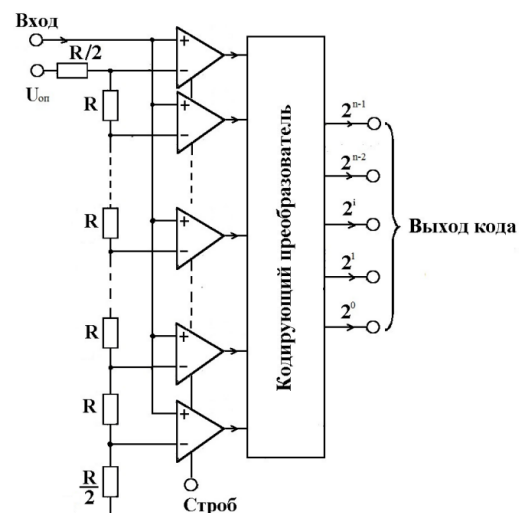 Вход
R/2
Uоп
R
R
R
R
R/2
+
−
+
−
+
−
+
−
+
−
Кодирующий преобразователь
2ⁿ⁻¹
2ⁿ⁻²
2ⁱ
2¹
2⁰
Выход кода
Строб